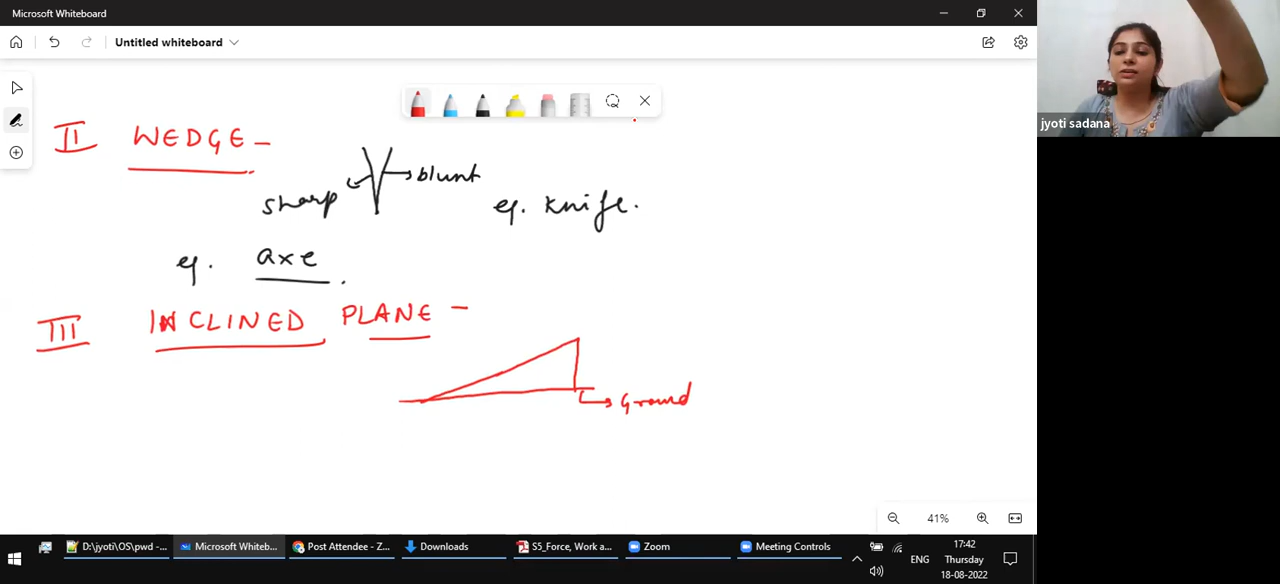 Microsoft Whiteboard
Untitled whiteboard
jyoti sadana
II WEDGE -
sharp
blunt
eg. knife.
eg. axe.
III INCLINED PLANE -
Ground
41%
D:\jyoti\OS\pwd -...
Microsoft Whiteb...
Post Attendee - Z...
Downloads
S5_Force, Work a...
Zoom
Meeting Controls
ENG
17:42
Thursday
18-08-2022